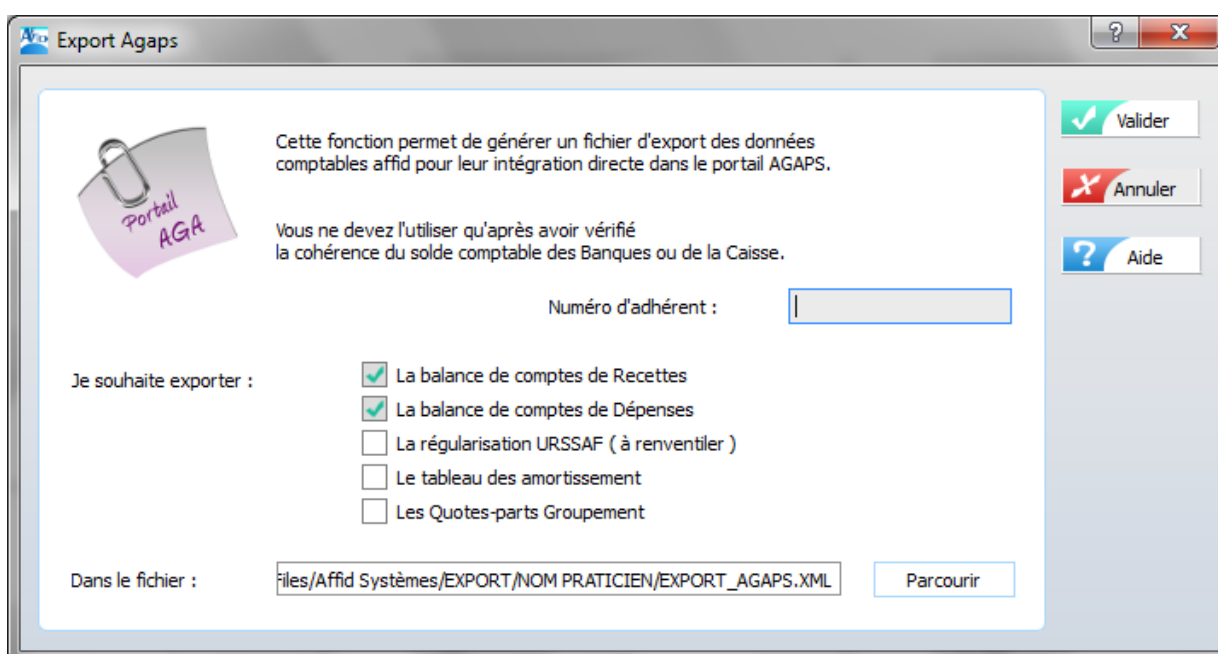 Export Agaps
Cette fonction permet de générer un fichier d'export des données
comptables affid pour leur intégration directe dans le portail AGAPS.
Portail
AGA
Vous ne devez l'utiliser qu'après avoir vérifié
la cohérence du solde comptable des Banques ou de la Caisse.
Numéro d'adhérent :
Je souhaite exporter :
La balance de comptes de Recettes
La balance de comptes de Dépenses
La régularisation URSSAF ( à renventiler )
Le tableau des amortissement
Les Quotes-parts Groupement
Dans le fichier :
Files/Affid Systèmes/EXPORT/NOM PRATICIEN/EXPORT_AGAPS.XML
Parcourir
? Valider
Annuler
? Aide